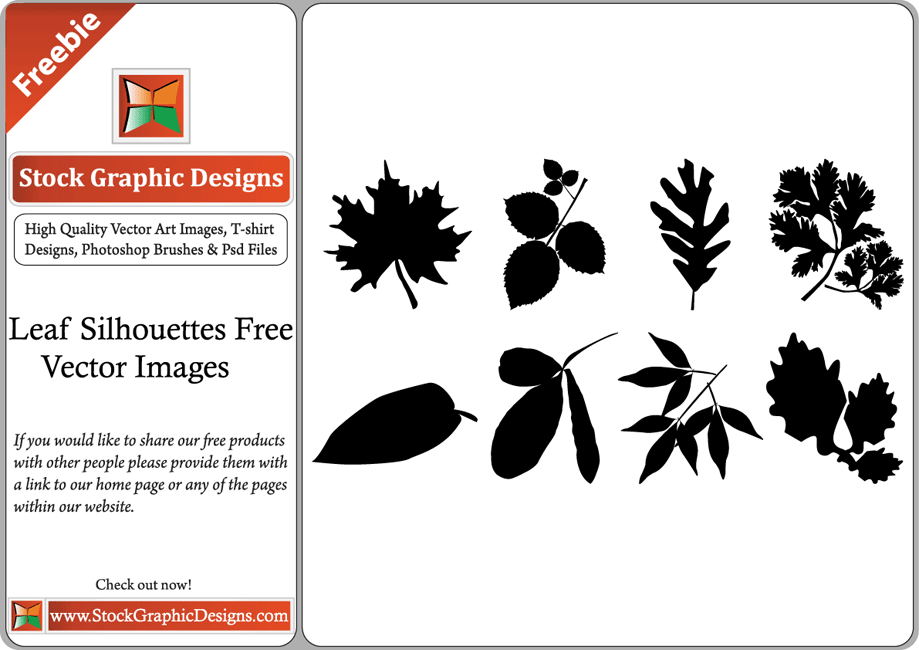 Freebie
Stock Graphic Designs
High Quality Vector Art Images, T-shirt
Designs, Photoshop Brushes & Psd Files
Leaf Silhouettes Free
Vector Images
If you would like to share our free products
with other people please provide them with
a link to our home page or any of the pages
within our website.
Check out now!
www.StockGraphicDesigns.com